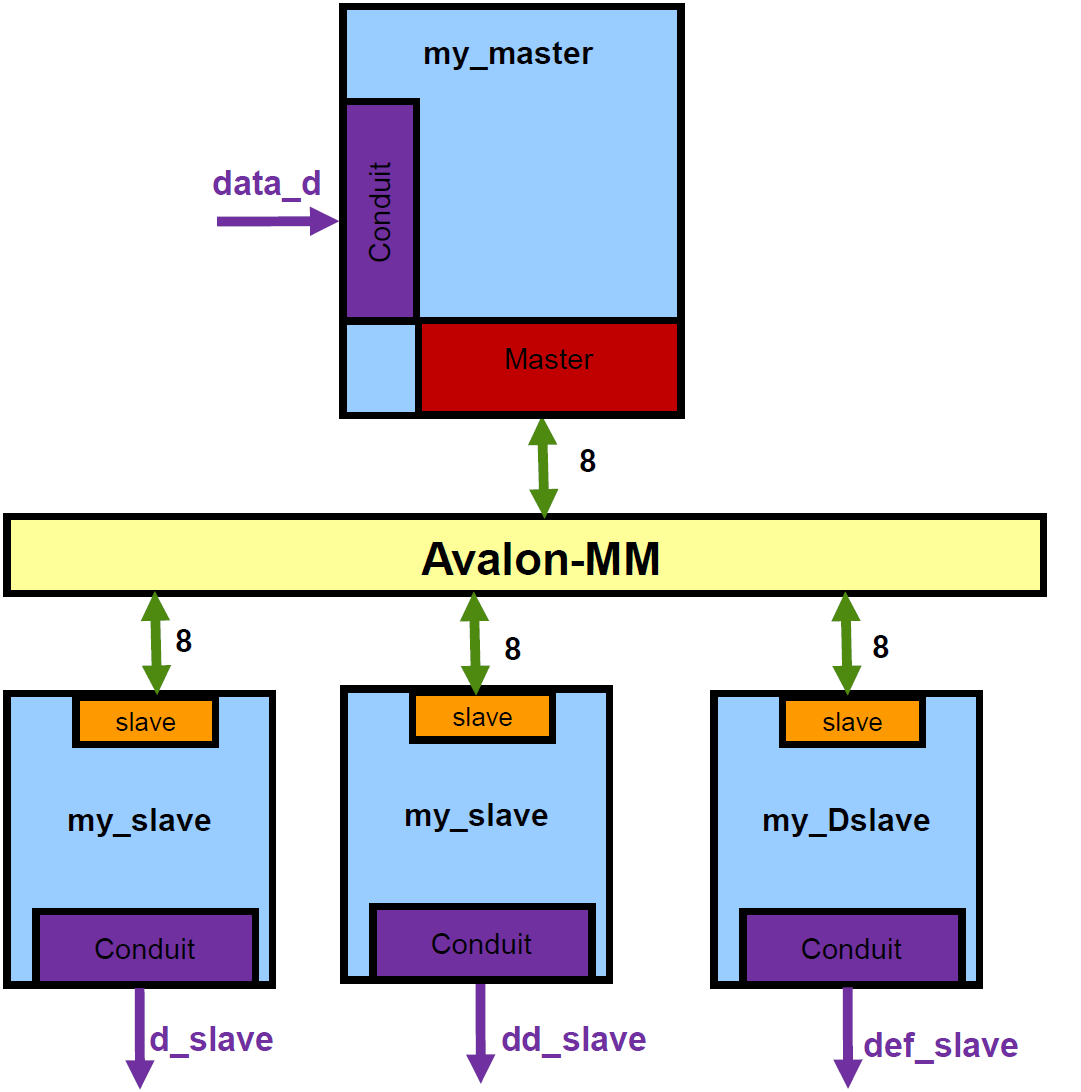 my_master
data_d
Conduit
Master
8
Avalon-MM
8
8
8
slave
slave
slave
my_slave
my_slave
my_Dslave
Conduit
Conduit
Conduit
d_slave
dd_slave
def_slave